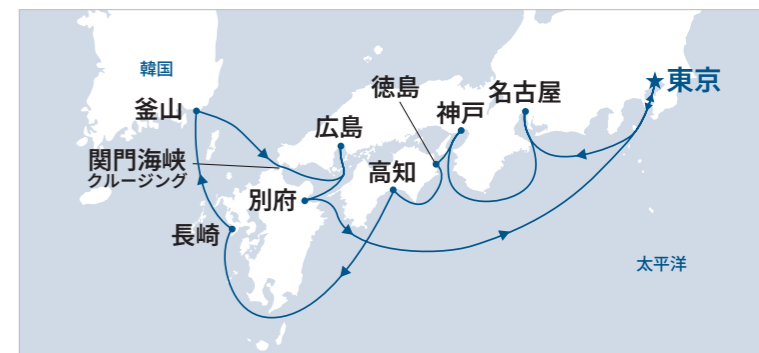 韓国
釜山
関門海峡
クルージング
長崎
広島
別府
徳島
高知
神戸
名古屋
★東京
太平洋